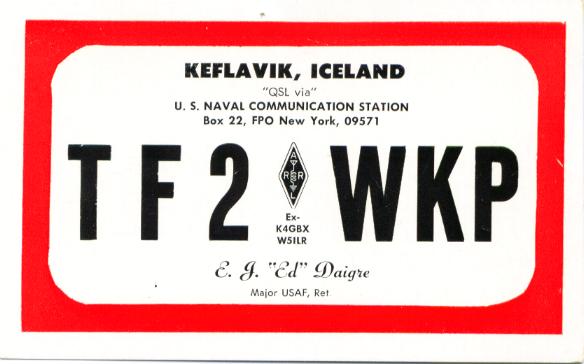 KEFLAVIK, ICELAND
"QSL via"
U. S. NAVAL COMMUNICATION STATION
Box 22, FPO New York, 09571
TF2 WKP
A
R R
L
Ex-
K4GBX
W5ILR
E. J. "Ed" Daigre
Major USAF, Ret.